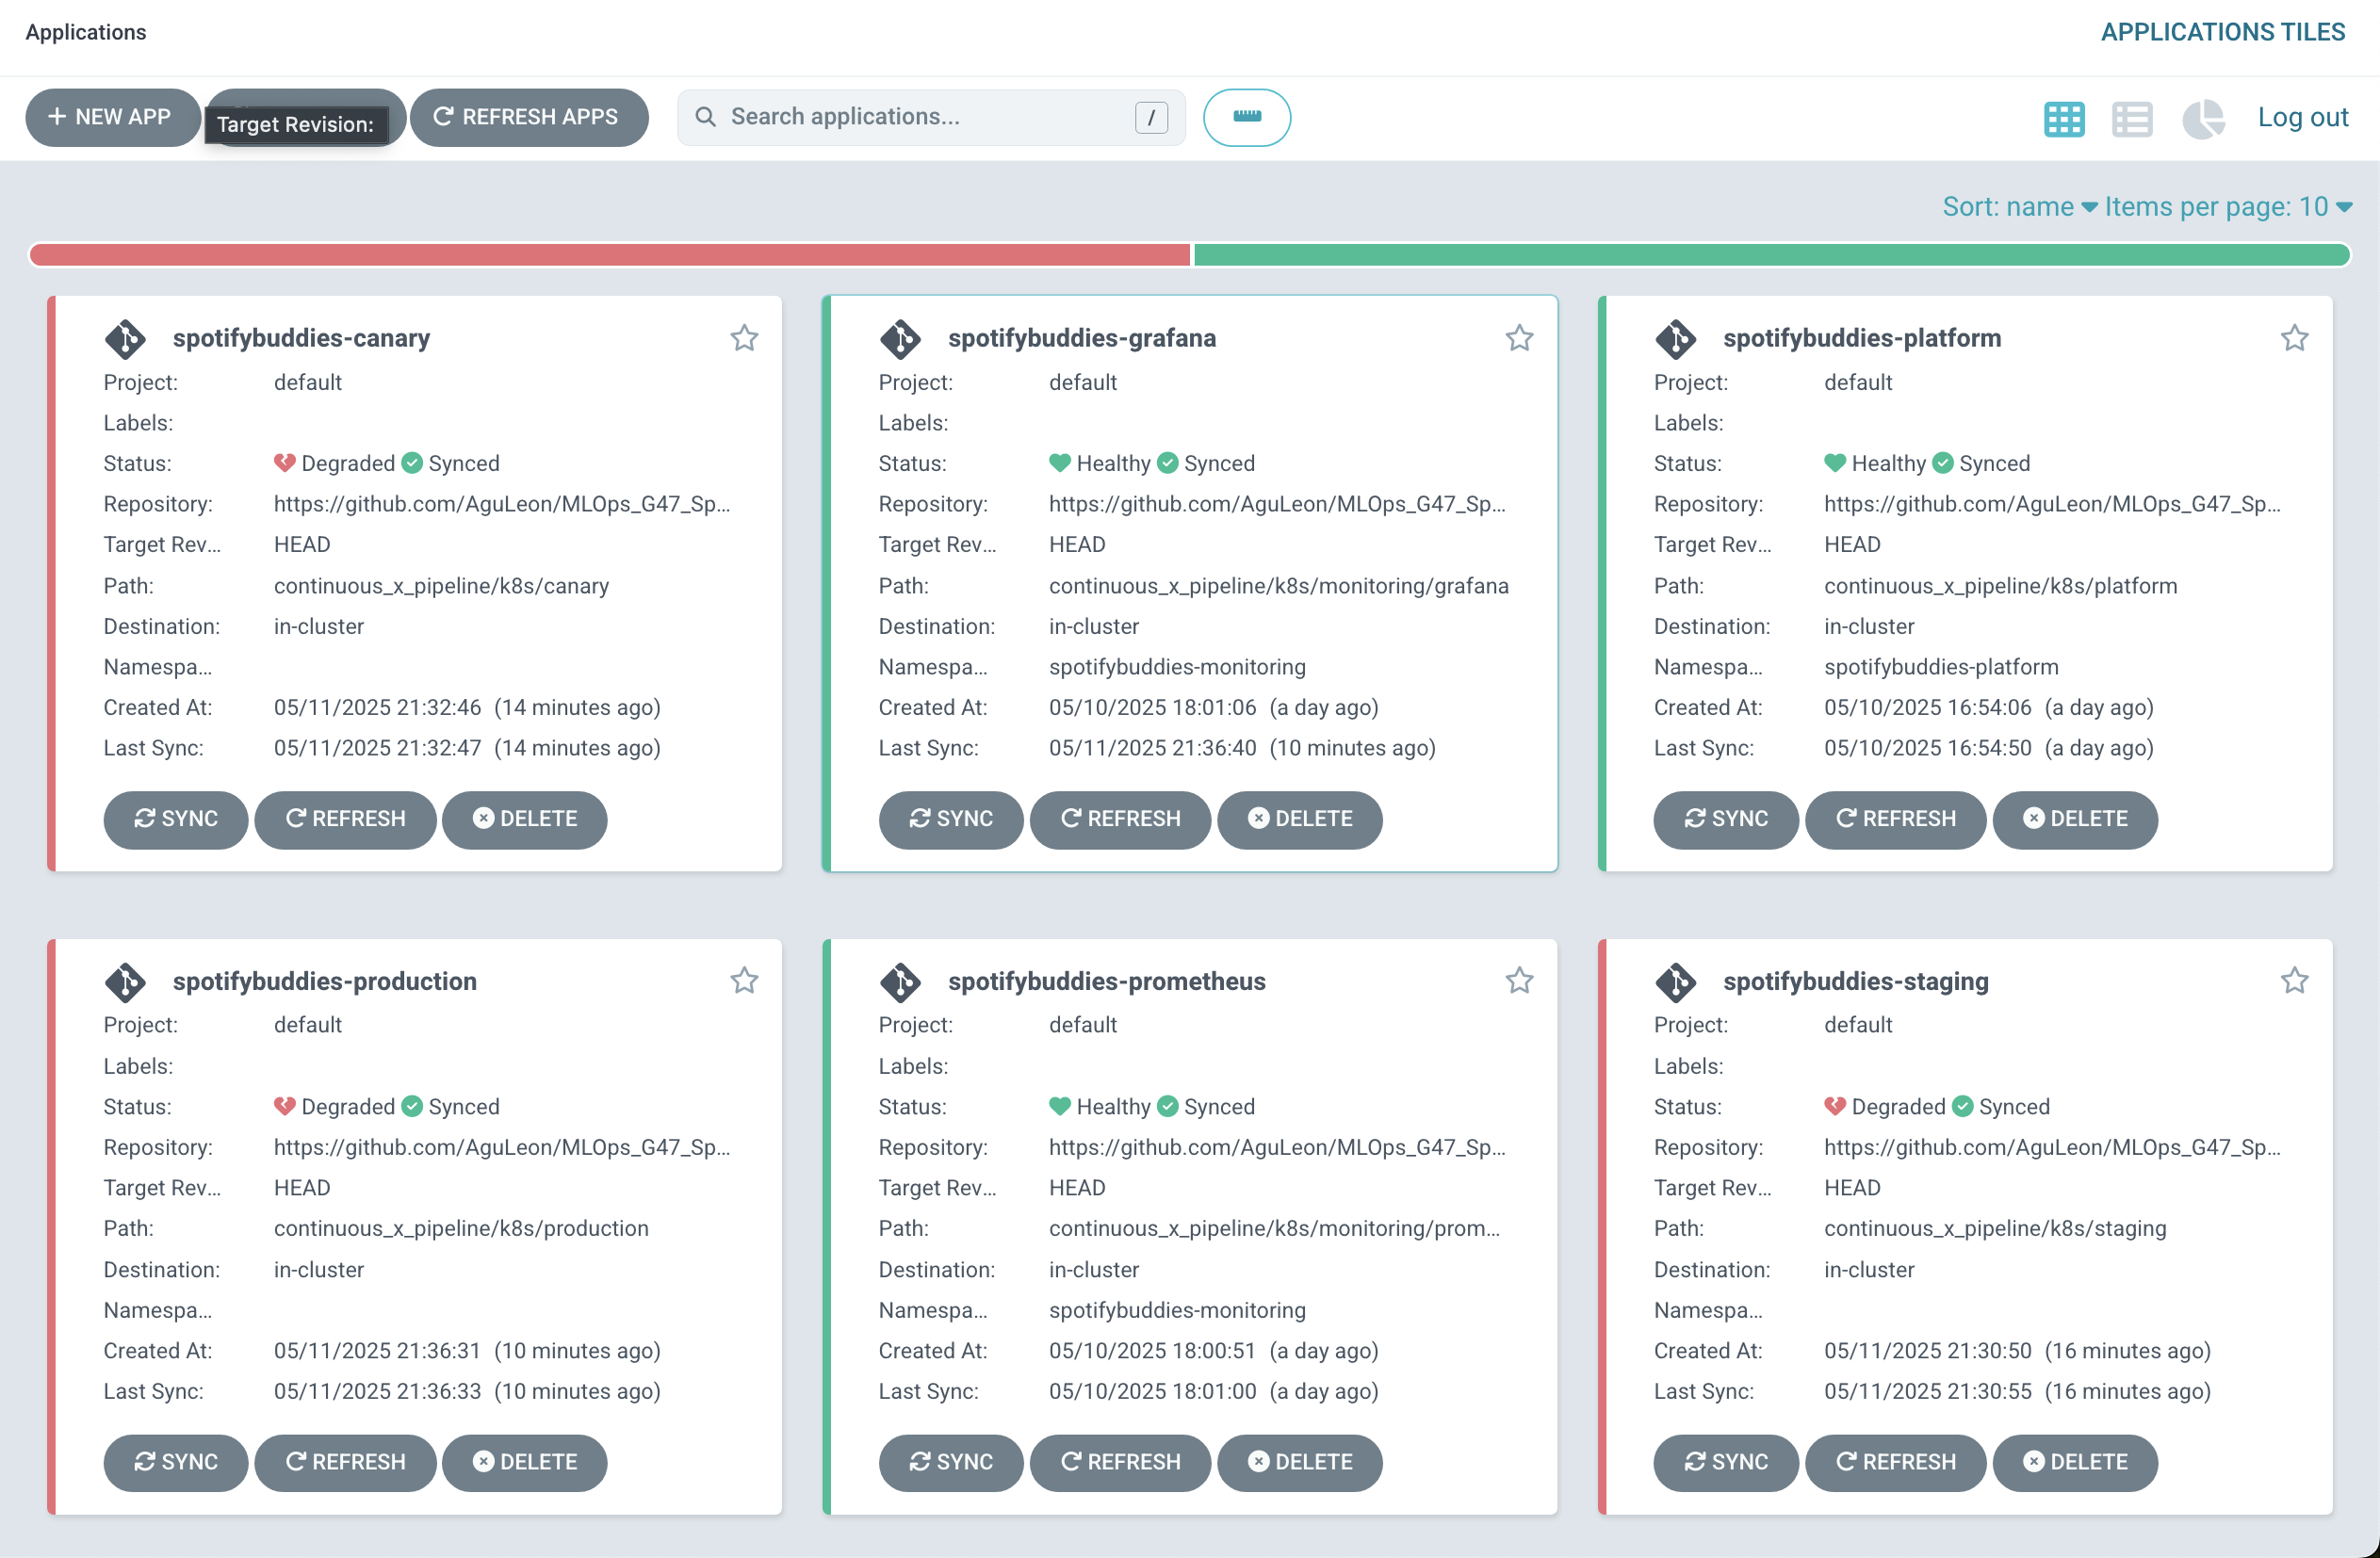 Applications
APPLICATIONS TILES
+ NEW APP
Target Revision:
REFRESH APPS
Search applications...
/
Log out
Sort: name
Items per page: 10
spotifybuddies-canary
Project: default
Labels:
Status: Degraded Synced
Repository: https://github.com/AguLeon/MLOps_G47_Sp...
Target Rev... HEAD
Path: continuous_x_pipeline/k8s/canary
Destination: in-cluster
Namespa...
Created At: 05/11/2025 21:32:46 (14 minutes ago)
Last Sync: 05/11/2025 21:32:47 (14 minutes ago)
SYNC REFRESH DELETE
spotifybuddies-grafana
Project: default
Labels:
Status: Healthy Synced
Repository: https://github.com/AguLeon/MLOps_G47_Sp...
Target Rev... HEAD
Path: continuous_x_pipeline/k8s/monitoring/grafana
Destination: in-cluster
Namespa... spotifybuddies-monitoring
Created At: 05/10/2025 18:01:06 (a day ago)
Last Sync: 05/11/2025 21:36:40 (10 minutes ago)
SYNC REFRESH DELETE
spotifybuddies-platform
Project: default
Labels:
Status: Healthy Synced
Repository: https://github.com/AguLeon/MLOps_G47_Sp...
Target Rev... HEAD
Path: continuous_x_pipeline/k8s/platform
Destination: in-cluster
Namespa... spotifybuddies-platform
Created At: 05/10/2025 16:54:06 (a day ago)
Last Sync: 05/10/2025 16:54:50 (a day ago)
SYNC REFRESH DELETE
spotifybuddies-production
Project: default
Labels:
Status: Degraded Synced
Repository: https://github.com/AguLeon/MLOps_G47_Sp...
Target Rev... HEAD
Path: continuous_x_pipeline/k8s/production
Destination: in-cluster
Namespa...
Created At: 05/11/2025 21:36:31 (10 minutes ago)
Last Sync: 05/11/2025 21:36:33 (10 minutes ago)
SYNC REFRESH DELETE
spotifybuddies-prometheus
Project: default
Labels:
Status: Healthy Synced
Repository: https://github.com/AguLeon/MLOps_G47_Sp...
Target Rev... HEAD
Path: continuous_x_pipeline/k8s/monitoring/prom...
Destination: in-cluster
Namespa... spotifybuddies-monitoring
Created At: 05/10/2025 18:00:51 (a day ago)
Last Sync: 05/10/2025 18:01:00 (a day ago)
SYNC REFRESH DELETE
spotifybuddies-staging
Project: default
Labels:
Status: Degraded Synced
Repository: https://github.com/AguLeon/MLOps_G47_Sp...
Target Rev... HEAD
Path: continuous_x_pipeline/k8s/staging
Destination: in-cluster
Namespa...
Created At: 05/11/2025 21:30:50 (16 minutes ago)
Last Sync: 05/11/2025 21:30:55 (16 minutes ago)
SYNC REFRESH DELETE